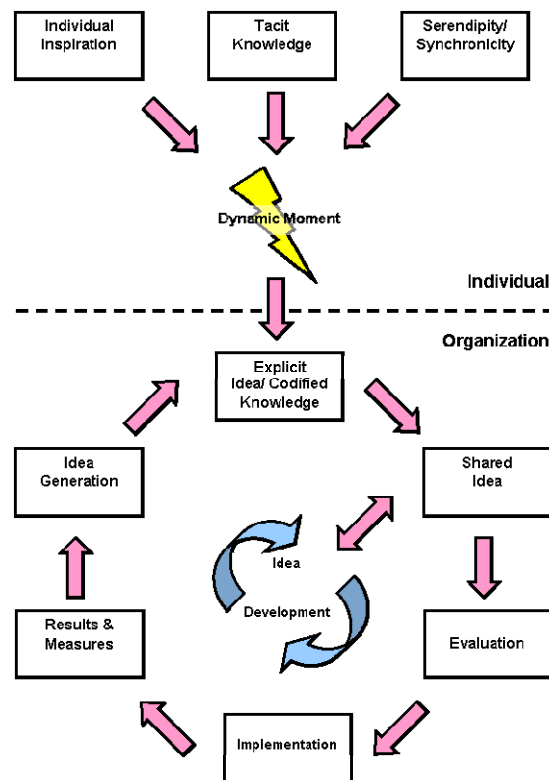 Individual
Inspiration
Tacit
Knowledge
Serendipity/
Synchronicity
Dynamic Moment
Individual
Organization
Explicit
Idea/ Codified
Knowledge
Idea
Generation
Shared
Idea
Idea
Development
Results &
Measures
Evaluation
Implementation